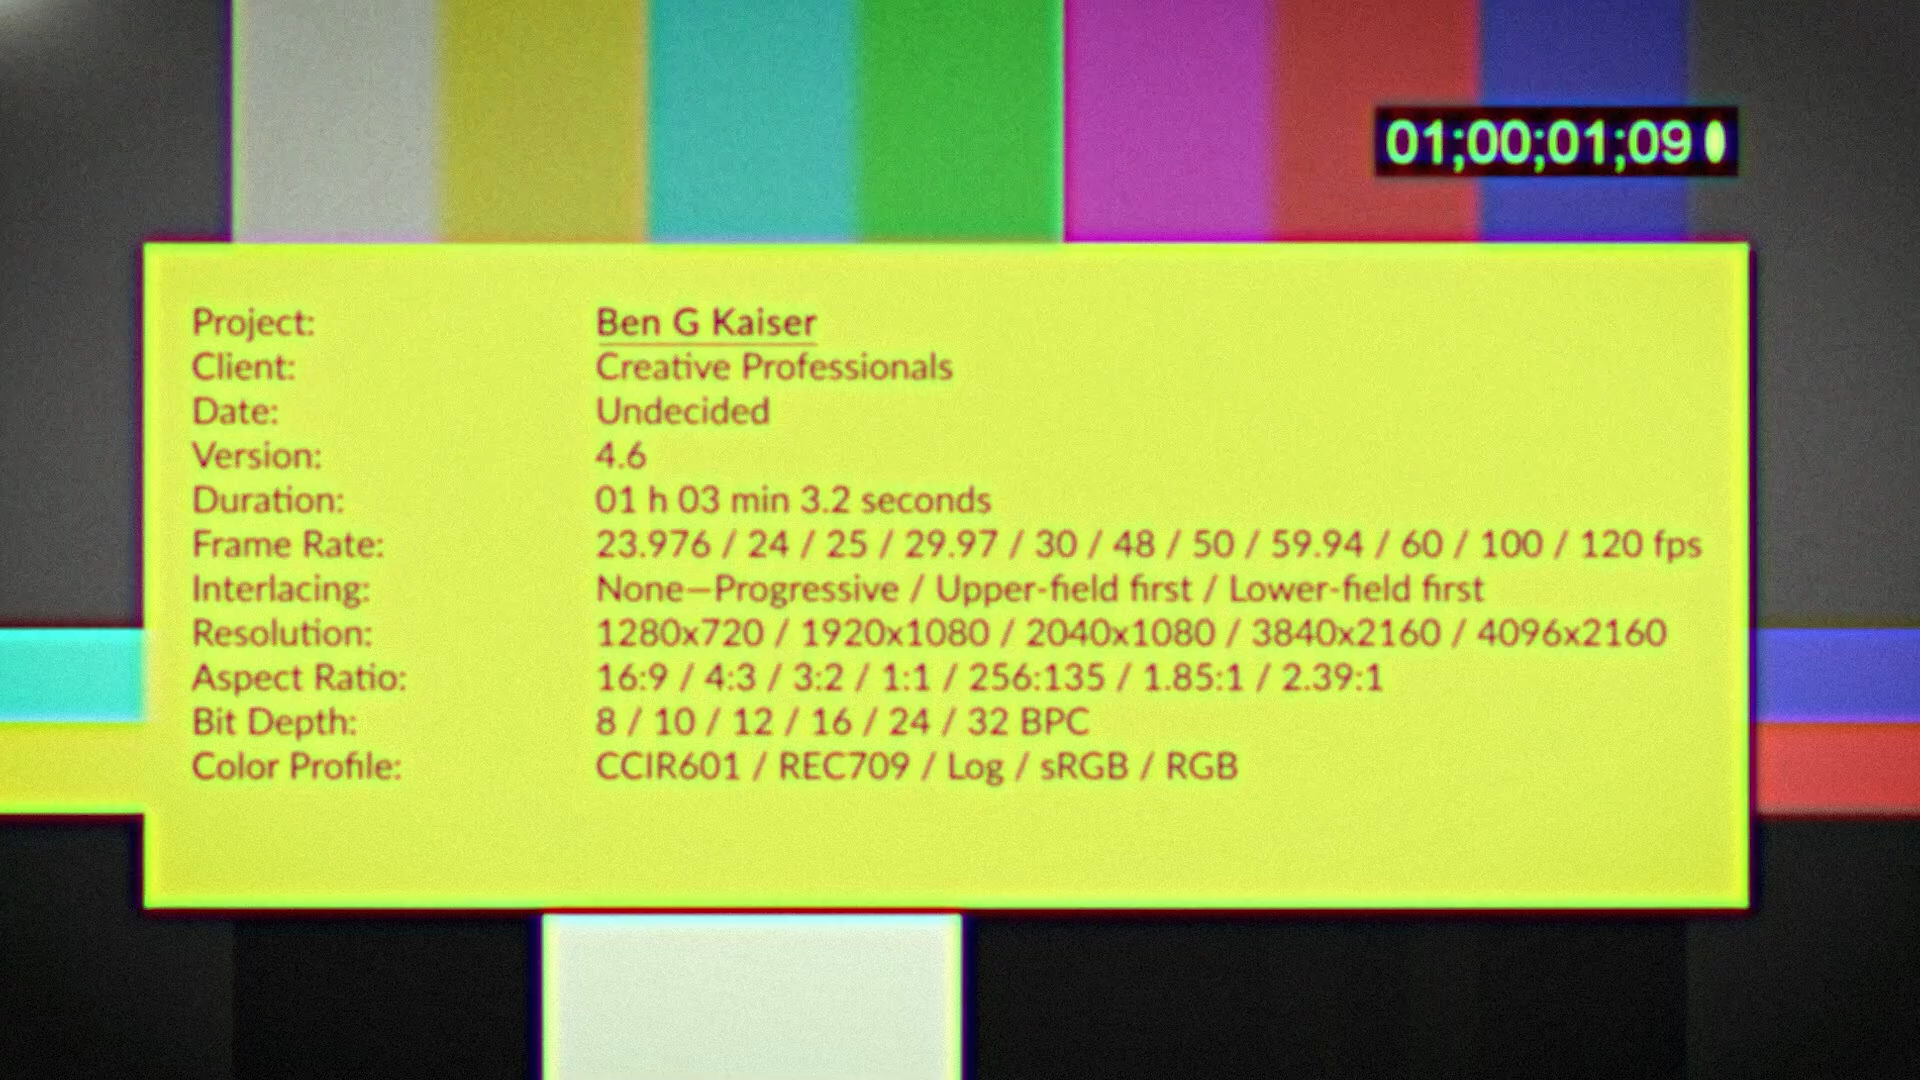 01;00;01;09
Project: Ben G Kaiser
Client: Creative Professionals
Date: Undecided
Version: 4.6
Duration: 01 h 03 min 3.2 seconds
Frame Rate: 23.976 / 24 / 25 / 29.97 / 30 / 48 / 50 / 59.94 / 60 / 100 / 120 fps
Interlacing: None—Progressive / Upper-field first / Lower-field first
Resolution: 1280x720 / 1920x1080 / 2040x1080 / 3840x2160 / 4096x2160
Aspect Ratio: 16:9 / 4:3 / 3:2 / 1:1 / 256:135 / 1.85:1 / 2.39:1
Bit Depth: 8 / 10 / 12 / 16 / 24 / 32 BPC
Color Profile: CCIR601 / REC709 / Log / sRGB / RGB